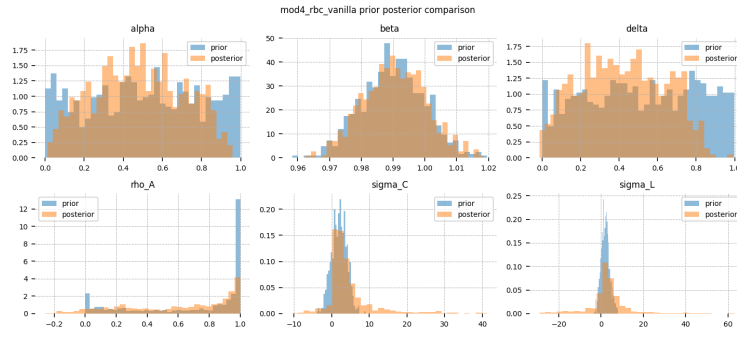 mod4_rbc_vanilla prior posterior comparison
alpha
prior
posterior
1.75
1.50
1.25
1.00
0.75
0.50
0.25
0.00
0.0 0.2 0.4 0.6 0.8 1.0
beta
prior
posterior
50
40
30
20
10
0
0.96 0.97 0.98 0.99 1.00 1.01 1.02
delta
prior
posterior
1.75
1.50
1.25
1.00
0.75
0.50
0.25
0.00
0.0 0.2 0.4 0.6 0.8 1.0
rho_A
prior
posterior
12
10
8
6
4
2
0
−0.2 0.0 0.2 0.4 0.6 0.8 1.0
sigma_C
prior
posterior
0.20
0.15
0.10
0.05
0.00
−10 0 10 20 30 40
sigma_L
prior
posterior
0.25
0.20
0.15
0.10
0.05
0.00
−20 0 20 40 60